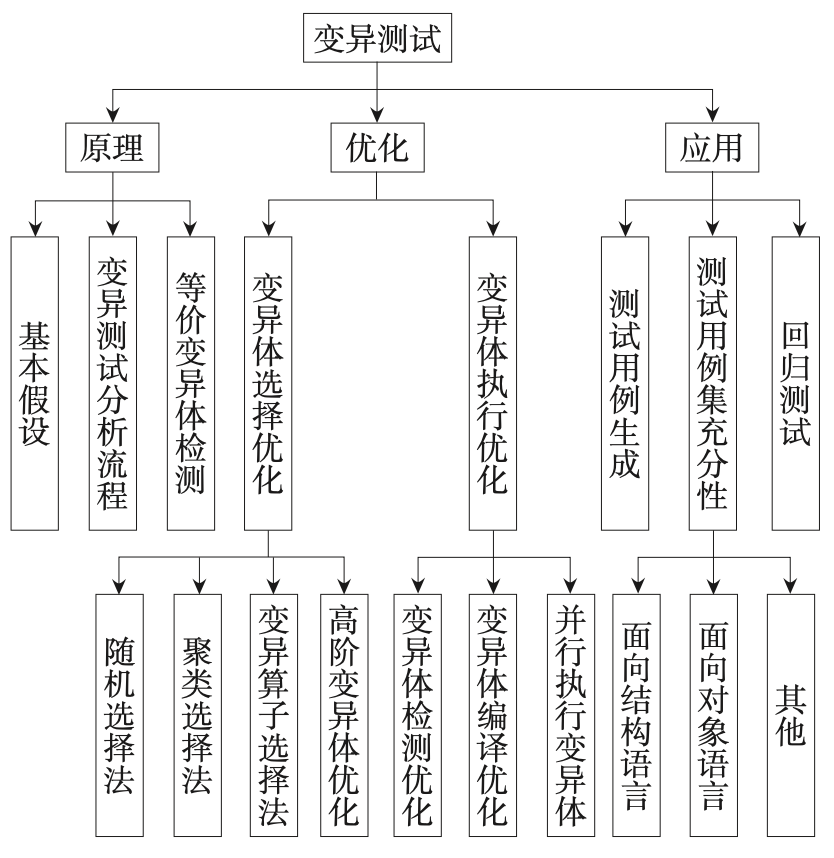 变异测试
原理
优化
应用
基本假设
变异测试分析流程
等价变异体检测
变异体选择优化
变异体执行优化
测试用例生成
测试用例集充分性
回归测试
随机选择法
聚类选择法
变异算子选择法
高阶变异体优化
变异体检测优化
变异体编译优化
并行执行变异体
面向结构语言
面向对象语言
其他